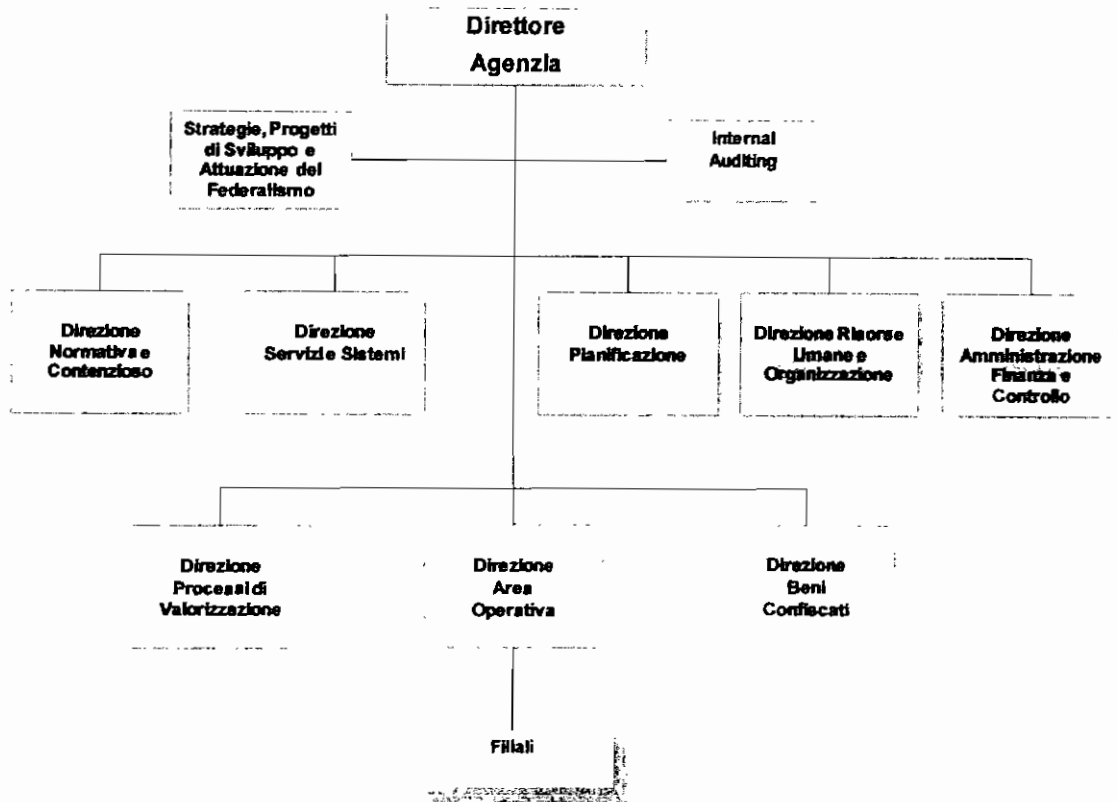 Direttore
Agenzia
Strategie, Progetti
di Sviluppo e
Attuazione del
Federalismo
Internal
Auditing
Direzione
Normativa e
Contenzioso
Direzione
Servizi e Sistemi
Direzione
Pianificazione
Direzione Risorse
Umane e
Organizzazione
Direzione
Amministrazione
Finanza e
Controllo
Direzione
Processi di
Valorizzazione
Direzione
Area
Operativa
Direzione
Beni
Confiscati
Filiali